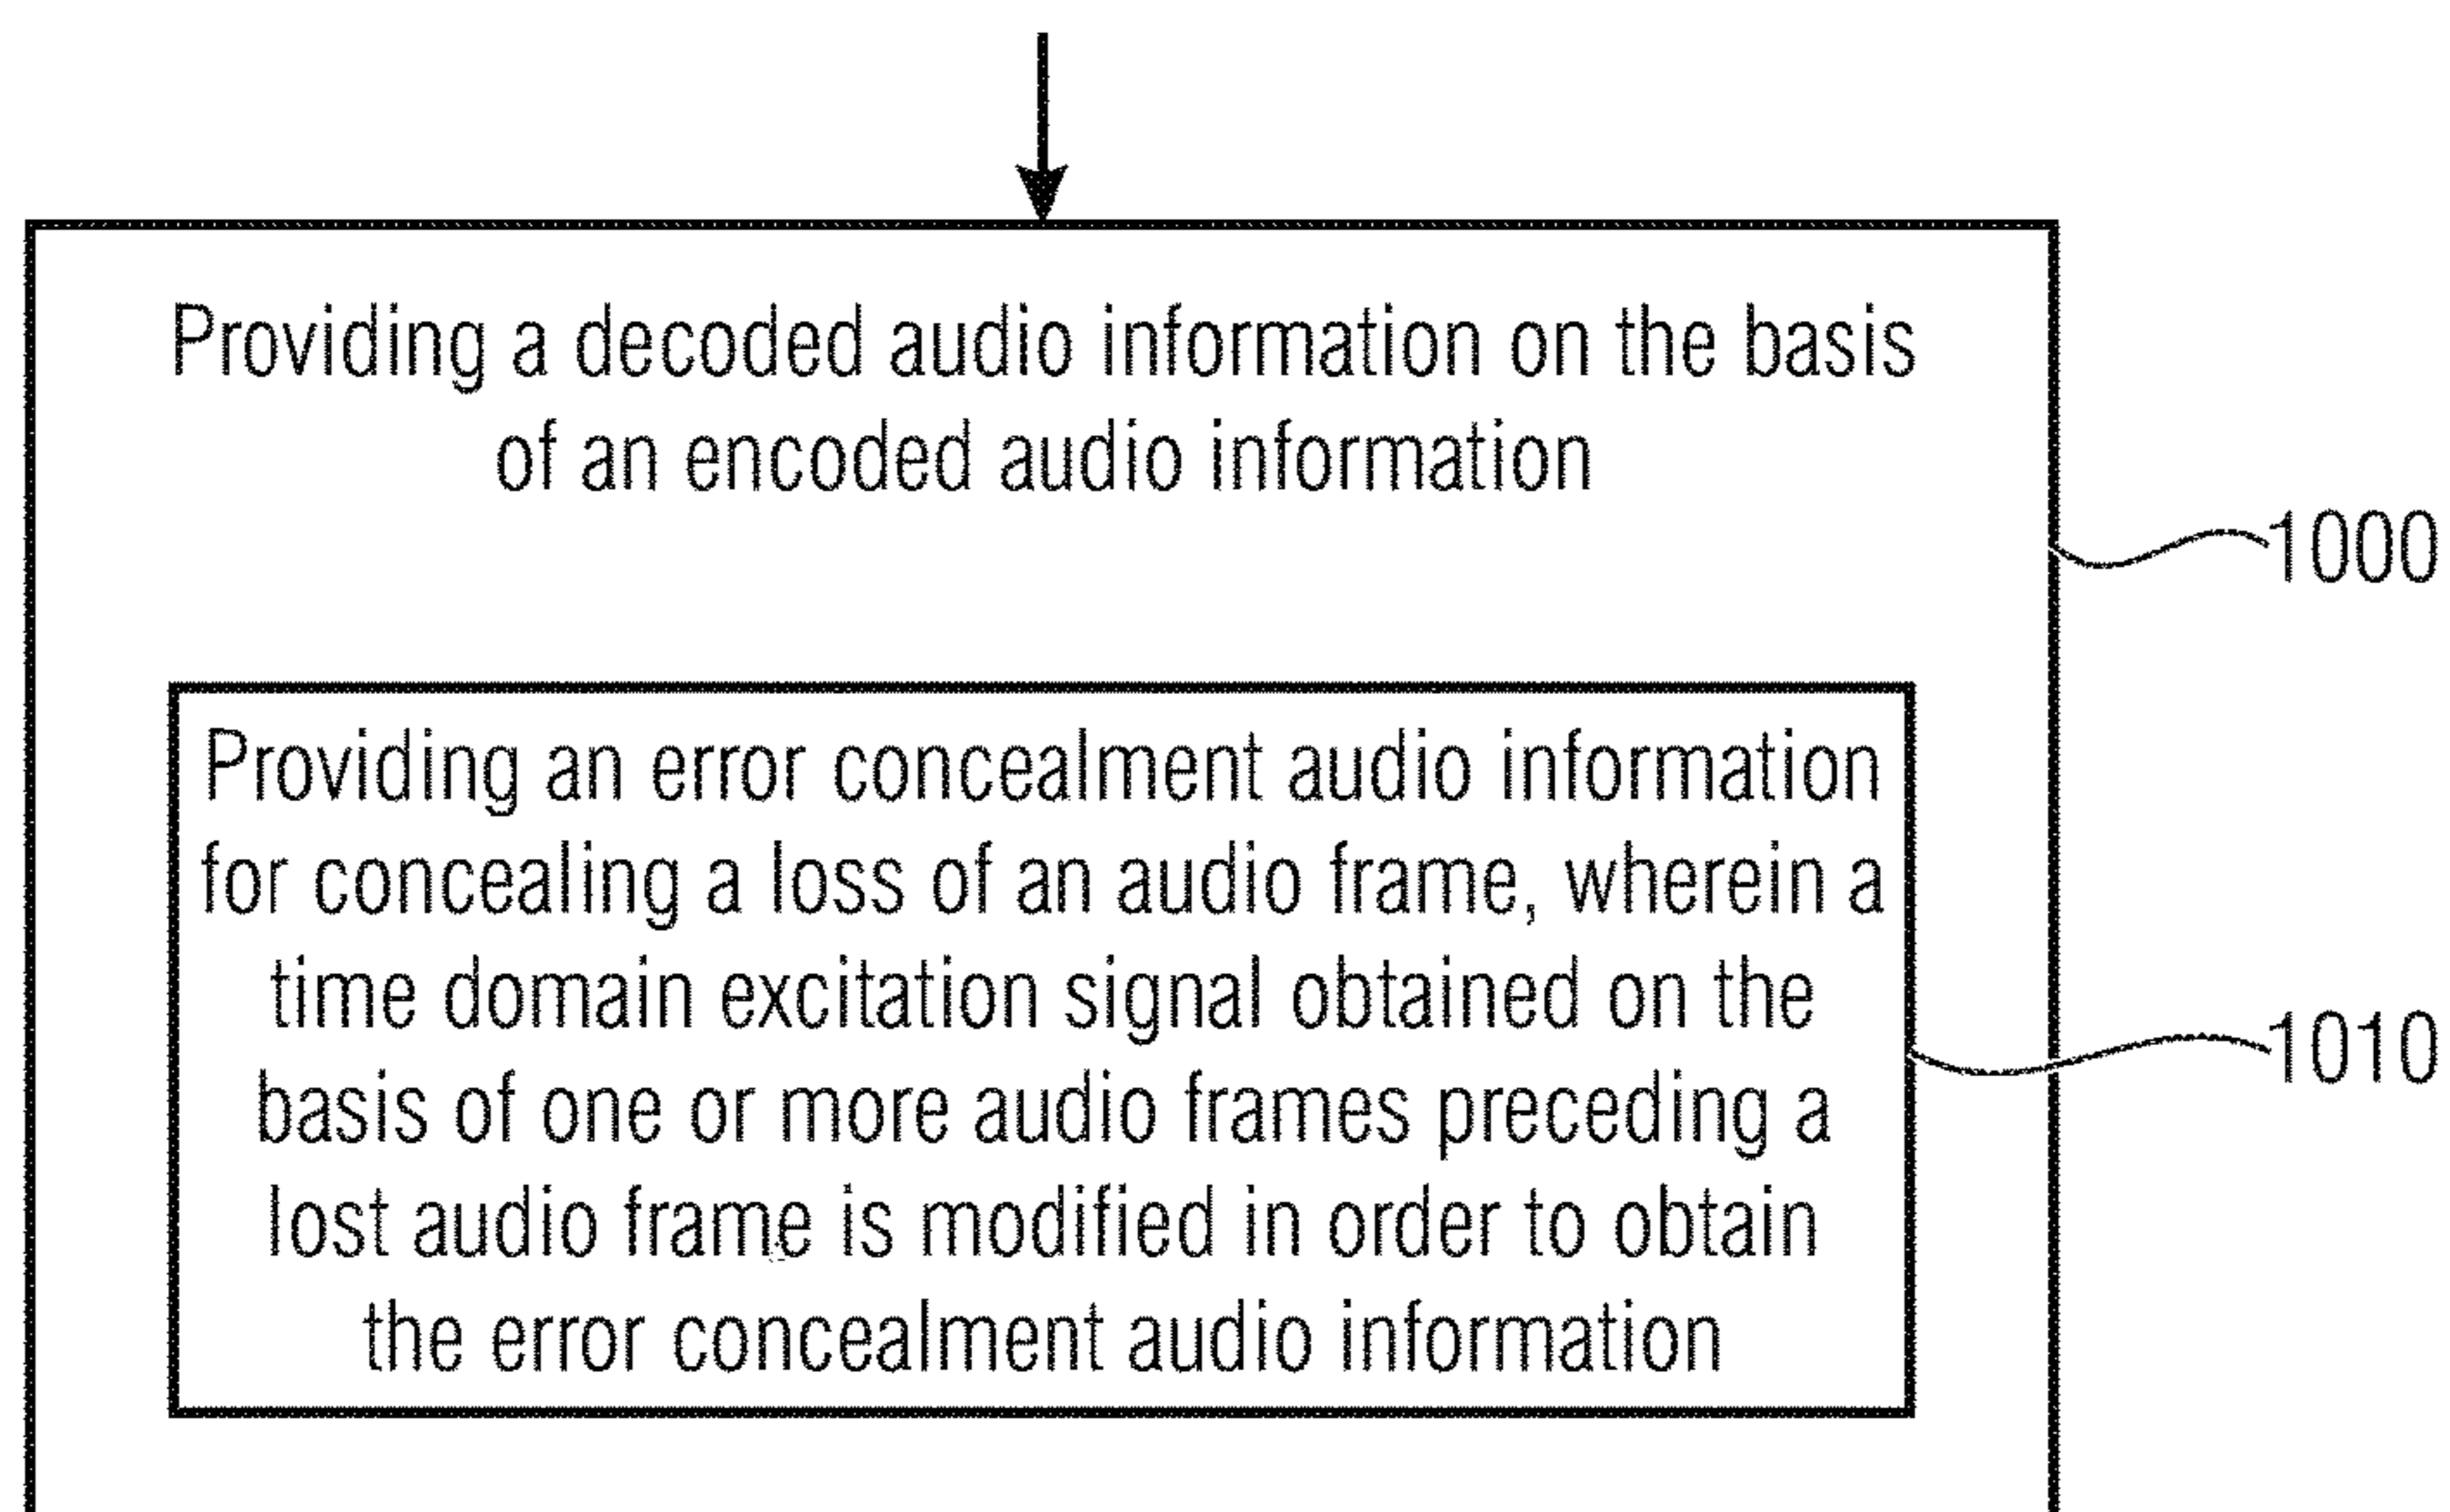 Providing a decoded audio information on the basis
of an encoded audio information
1000
Providing an error concealment audio information
for concealing a loss of an audio frame, wherein a
time domain excitation signal obtained on the
basis of one or more audio frames preceding a
lost audio frame is modified in order to obtain
the error concealment audio information
1010